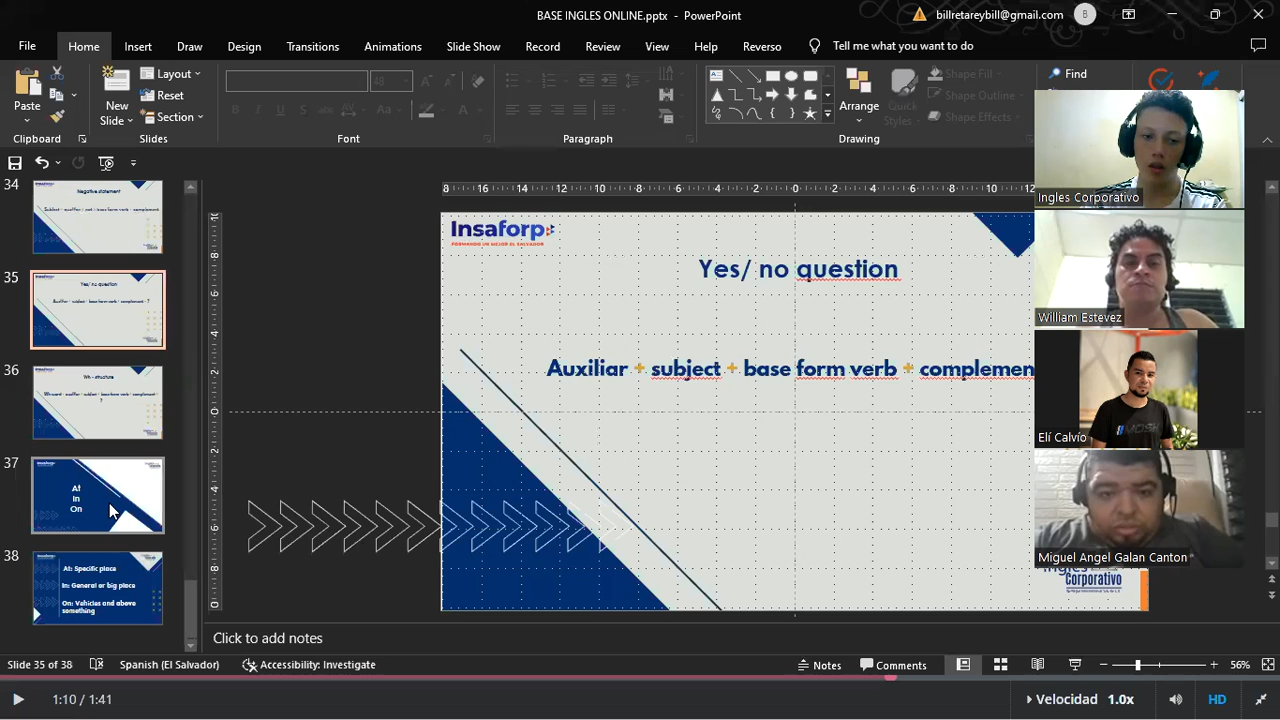 BASE INGLES ONLINE.pptx - PowerPoint
billretareybill@gmail.com
B
File Home Insert Draw Design Transitions Animations Slide Show Record Review View Help Reverso Tell me what you want to do
Paste
New Slide
Layout
Reset
Section
48
Arrange
Quick Styles
Shape Fill
Shape Outline
Shape Effects
Find
Clipboard Slides Font Paragraph Drawing
34
Negative statement
35
Yes/ no question
36
Wh - structure
37
At
In
On
38
At: Specific place
In: General or big place
On: Vehicles and above something
Insaforp
FORMANDO UN MEJOR EL SALVADOR
Yes/ no question
Auxiliar + subject + base form verb + complemen
Corporativo
Ingles Corporativo
William Estevez
Elí Calvío
Miguel Angel Galan Canton
Click to add notes
Slide 35 of 38 Spanish (El Salvador) Accessibility: Investigate Notes Comments 56%
1:10 / 1:41 Velocidad 1.0x HD